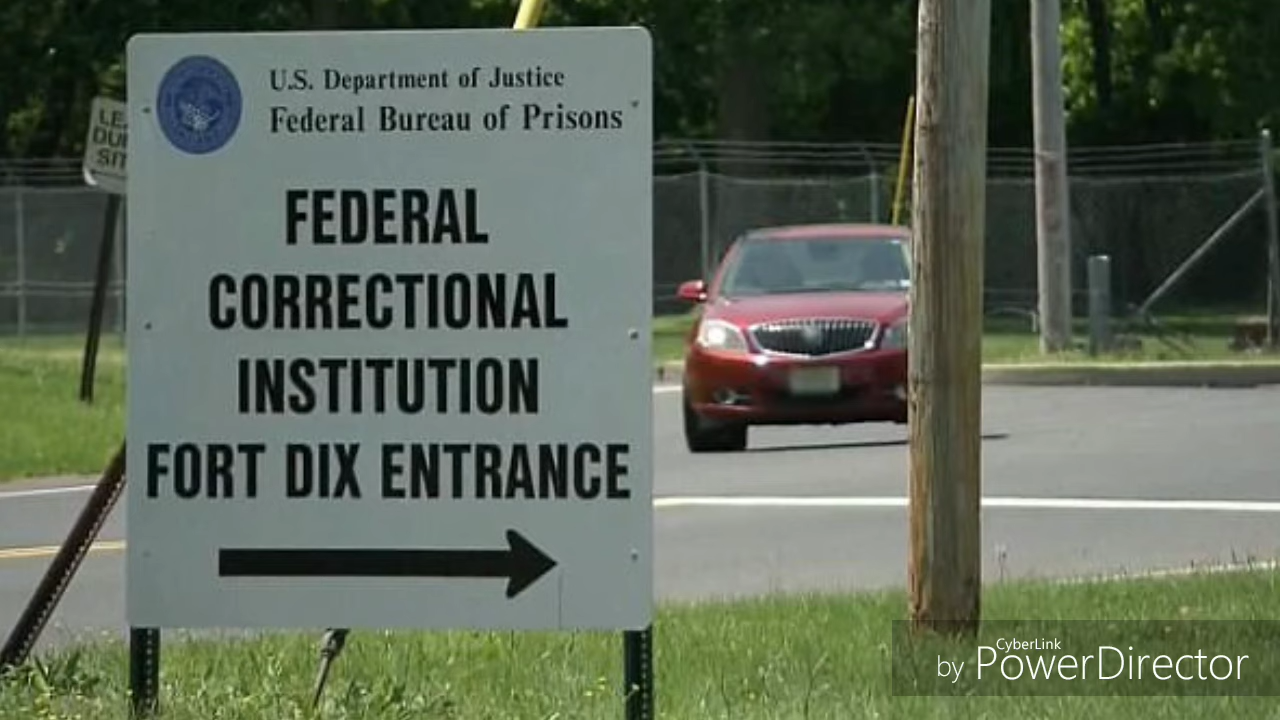 U.S. Department of Justice
Federal Bureau of Prisons
FEDERAL
CORRECTIONAL
INSTITUTION
FORT DIX ENTRANCE
CyberLink
by PowerDirector